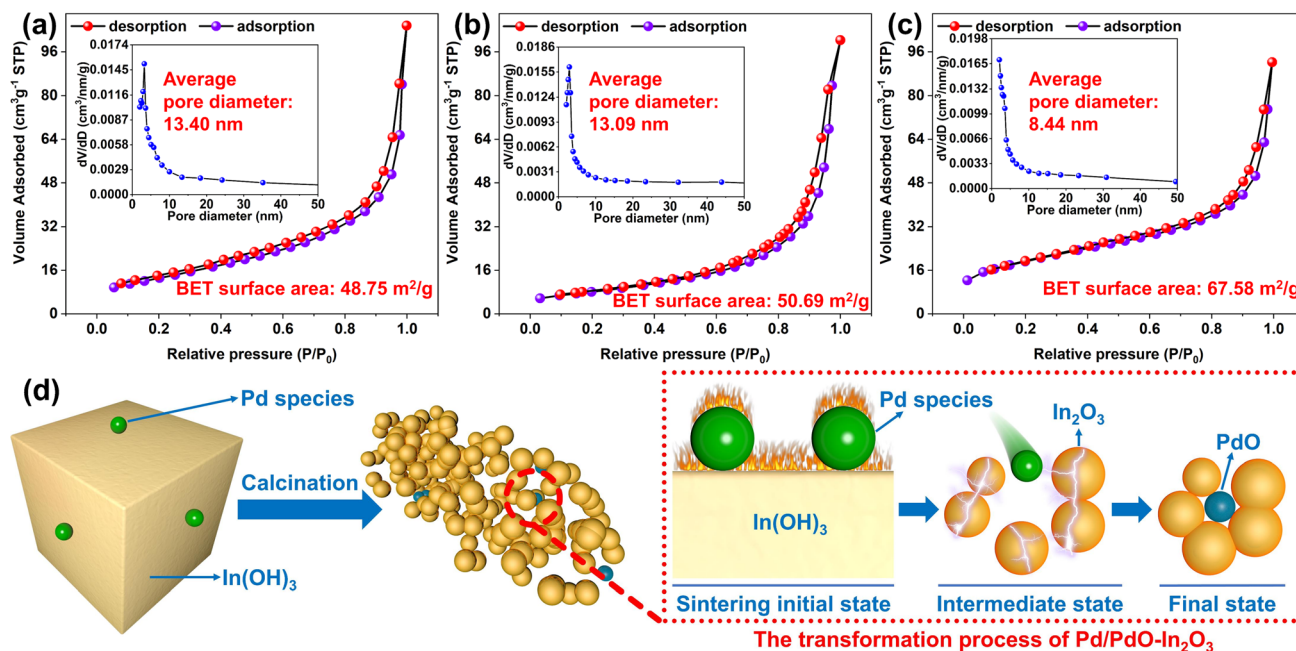 (a)
desorption adsorption
Volume Adsorbed (cm³g⁻¹ STP)
96
80
64
48
32
16
0
0.0 0.2 0.4 0.6 0.8 1.0
Relative pressure (P/P₀)
dV/dD (cm³/nm/g)
0.0174
0.0145
0.0116
0.0087
0.0058
0.0029
0.0000
0 10 20 30 40 50
Pore diameter (nm)
Average
pore diameter:
13.40 nm
BET surface area: 48.75 m²/g
(b)
desorption adsorption
Volume Adsorbed (cm³g⁻¹ STP)
96
80
64
48
32
16
0
0.0 0.2 0.4 0.6 0.8 1.0
Relative pressure (P/P₀)
dV/dD (cm³/nm/g)
0.0186
0.0155
0.0124
0.0093
0.0062
0.0031
0.0000
0 10 20 30 40 50
Pore diameter (nm)
Average
pore diameter:
13.09 nm
BET surface area: 50.69 m²/g
(c)
desorption adsorption
Volume Adsorbed (cm³g⁻¹ STP)
96
80
64
48
32
16
0
0.0 0.2 0.4 0.6 0.8 1.0
Relative pressure (P/P₀)
dV/dD (cm³/nm/g)
0.0198
0.0165
0.0132
0.0099
0.0066
0.0033
0.0000
0 10 20 30 40 50
Pore diameter (nm)
Average
pore diameter:
8.44 nm
BET surface area: 67.58 m²/g
(d)
Pd species
Calcination
In(OH)₃
Pd species
In(OH)₃
Sintering initial state
In₂O₃
Intermediate state
PdO
Final state
The transformation process of Pd/PdO-In₂O₃